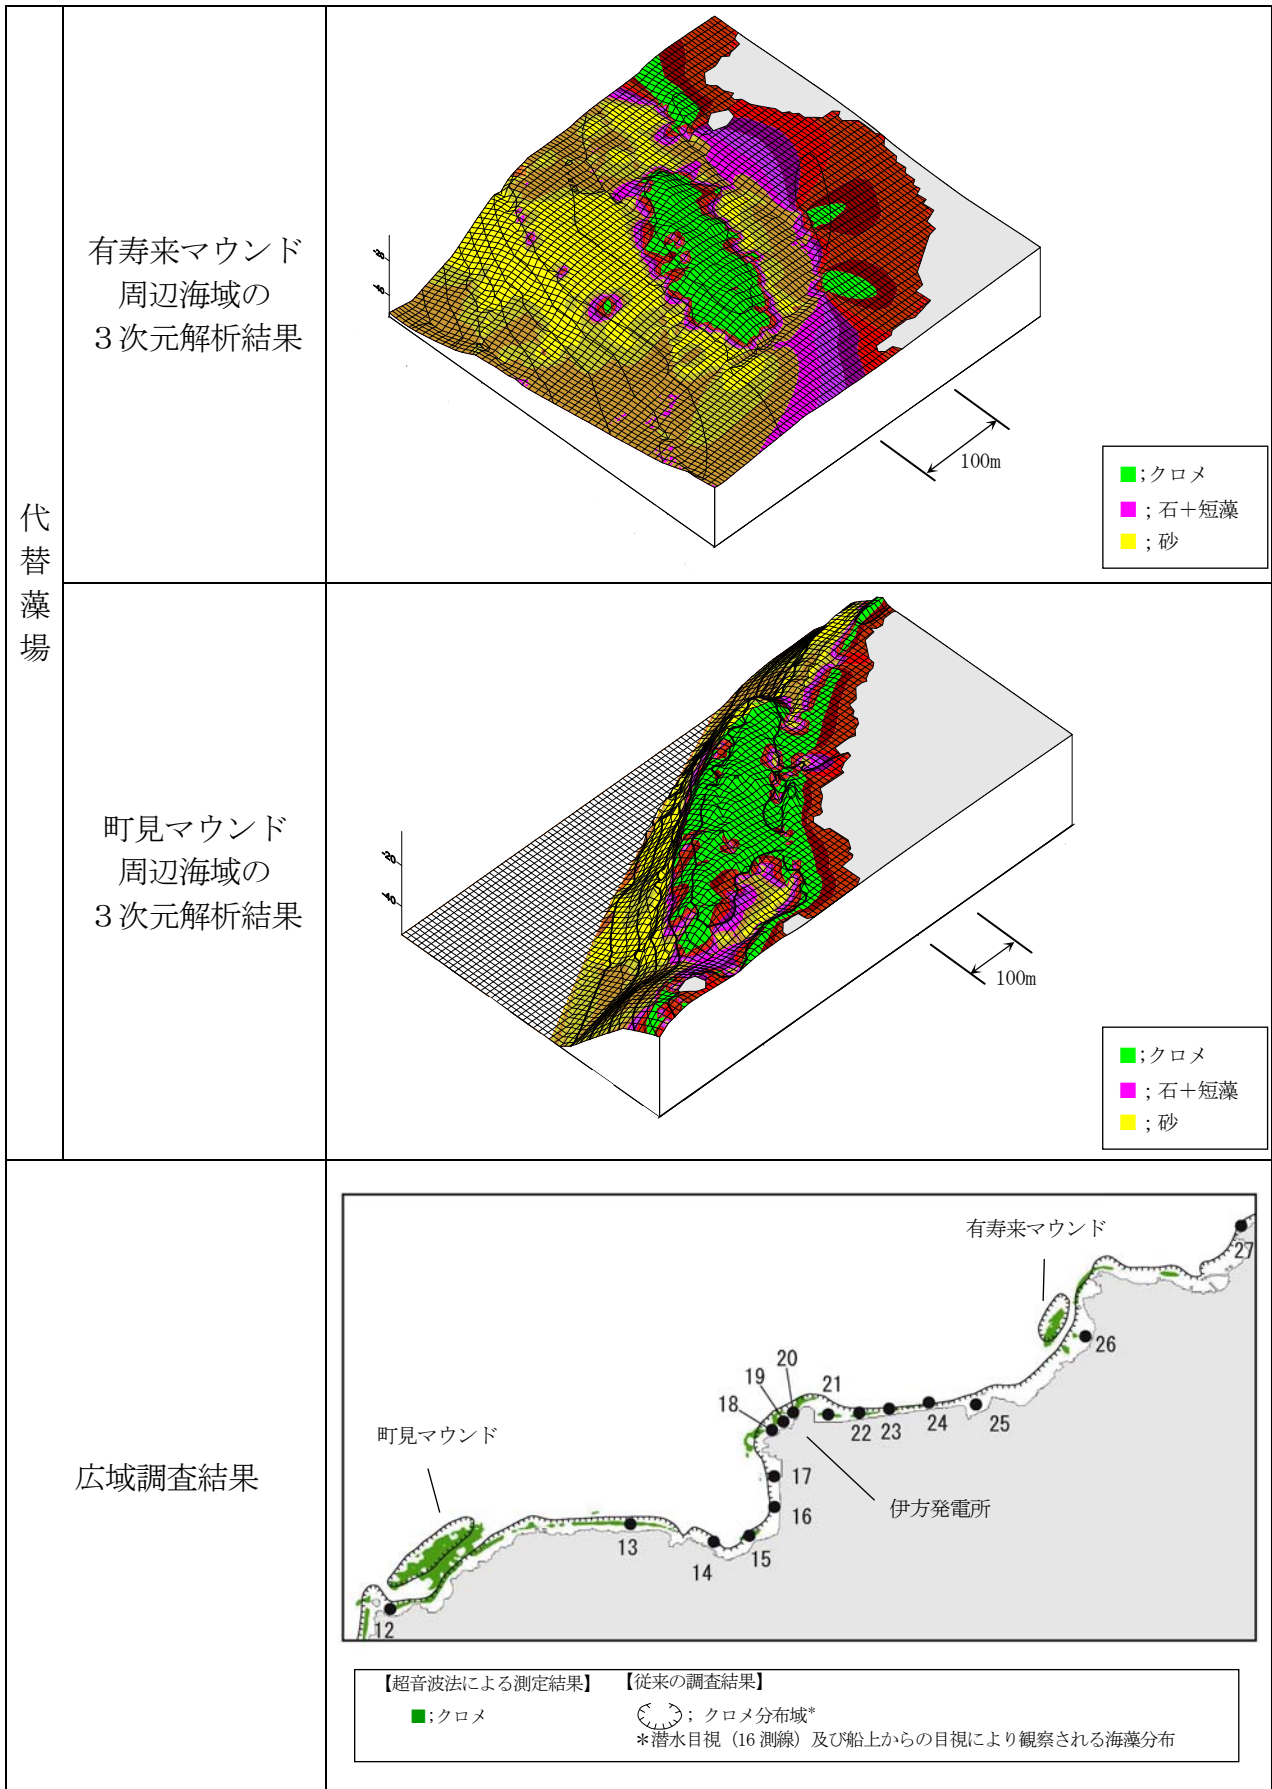 代
替
藻
場
有寿来マウンド
周辺海域の
３次元解析結果
-20
-40
100m
■;クロメ
■；石＋短藻
■；砂
町見マウンド
周辺海域の
３次元解析結果
-20
-40
100m
■;クロメ
■；石＋短藻
■；砂
広域調査結果
有寿来マウンド
27
26
20
19
21
18
22
23
24
25
町見マウンド
17
伊方発電所
16
13
15
14
12
【超音波法による測定結果】 【従来の調査結果】
■;クロメ
；クロメ分布域*
＊潜水目視（16 測線）及び船上からの目視により観察される海藻分布